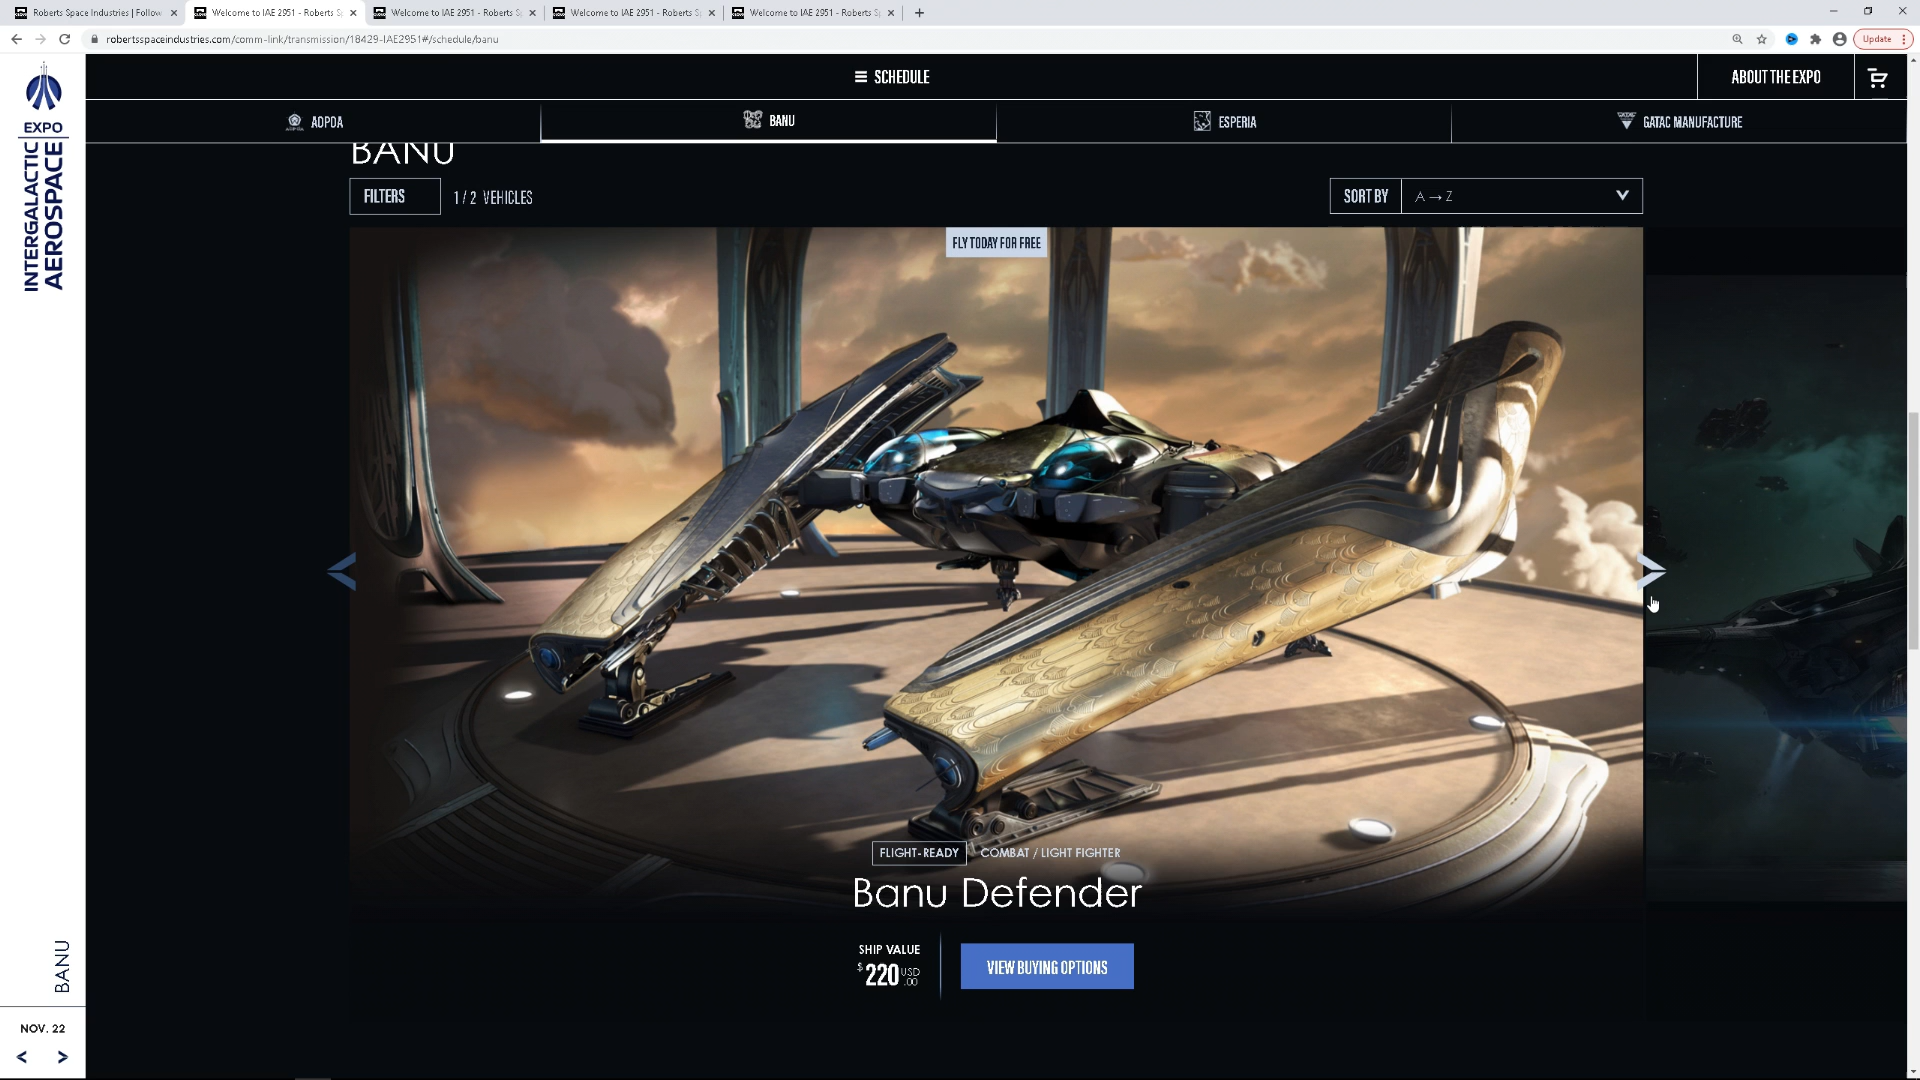 Roberts Space Industries | Follow
Welcome to IAE 2951 - Roberts S
Welcome to IAE 2951 - Roberts S
Welcome to IAE 2951 - Roberts S
Welcome to IAE 2951 - Roberts S
robertsspaceindustries.com/comm-link/transmission/18429-IAE2951#/schedule/banu
Update
SCHEDULE
ABOUT THE EXPO
EXPO
INTERGALACTIC
AEROSPACE
AOPOA
BANU
ESPERIA
GATAC MANUFACTURE
BANU
FILTERS
1 / 2 VEHICLES
SORT BY
A → Z
FLY TODAY FOR FREE
FLIGHT-READY
COMBAT / LIGHT FIGHTER
Banu Defender
SHIP VALUE
$220 USD .00
VIEW BUYING OPTIONS
BANU
NOV. 22